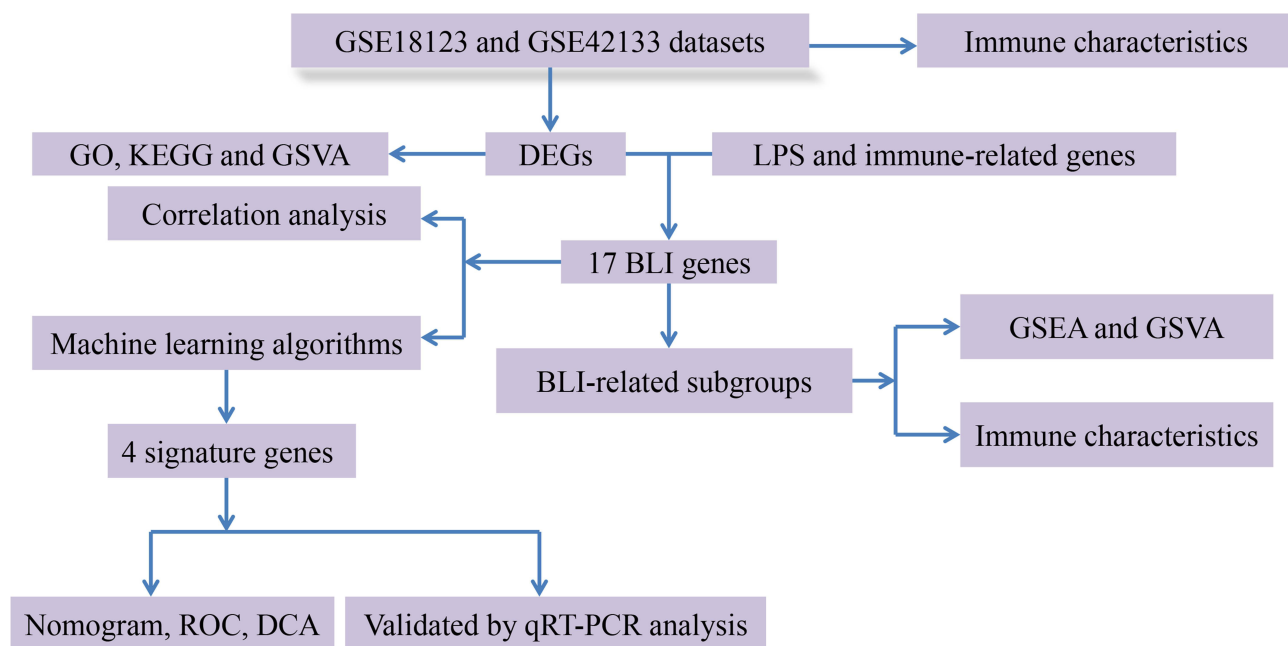 GSE18123 and GSE42133 datasets
Immune characteristics
GO, KEGG and GSVA
DEGs
LPS and immune-related genes
Correlation analysis
17 BLI genes
Machine learning algorithms
GSEA and GSVA
BLI-related subgroups
Immune characteristics
4 signature genes
Nomogram, ROC, DCA
Validated by qRT-PCR analysis